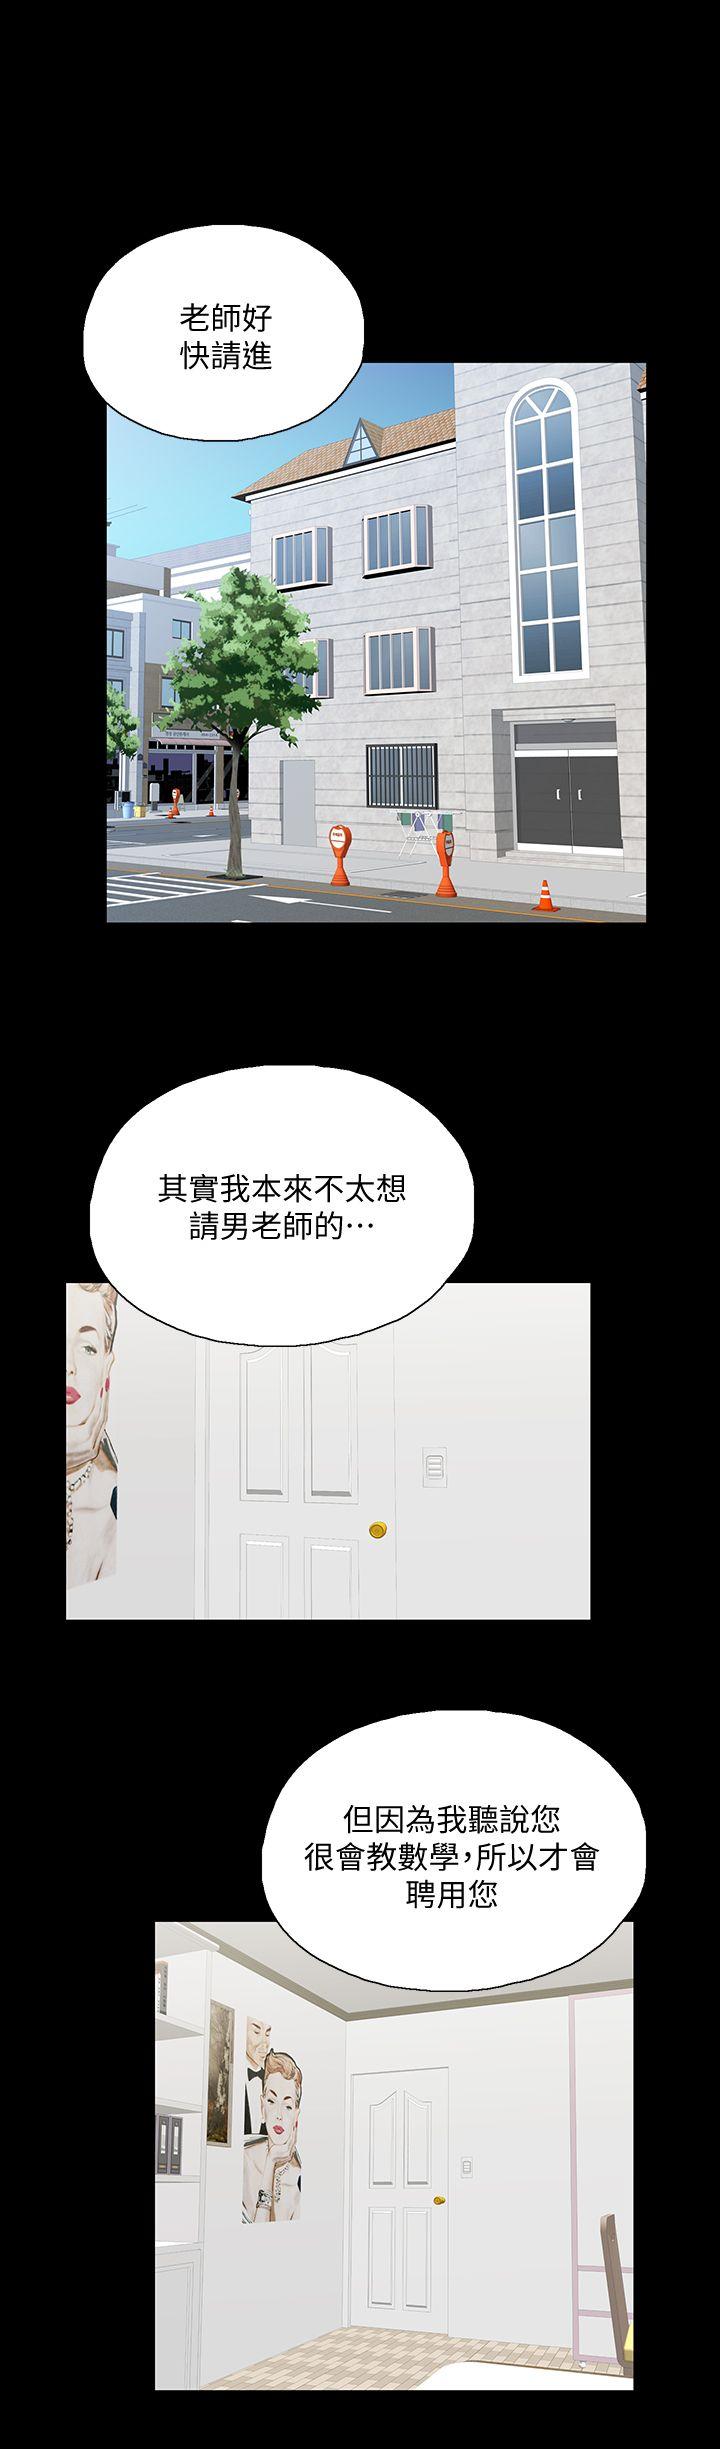 老師好
快請進
其實我本來不太想
請男老師的⋯
但因為我聽說您
很會教數學,所以才會
聘用您